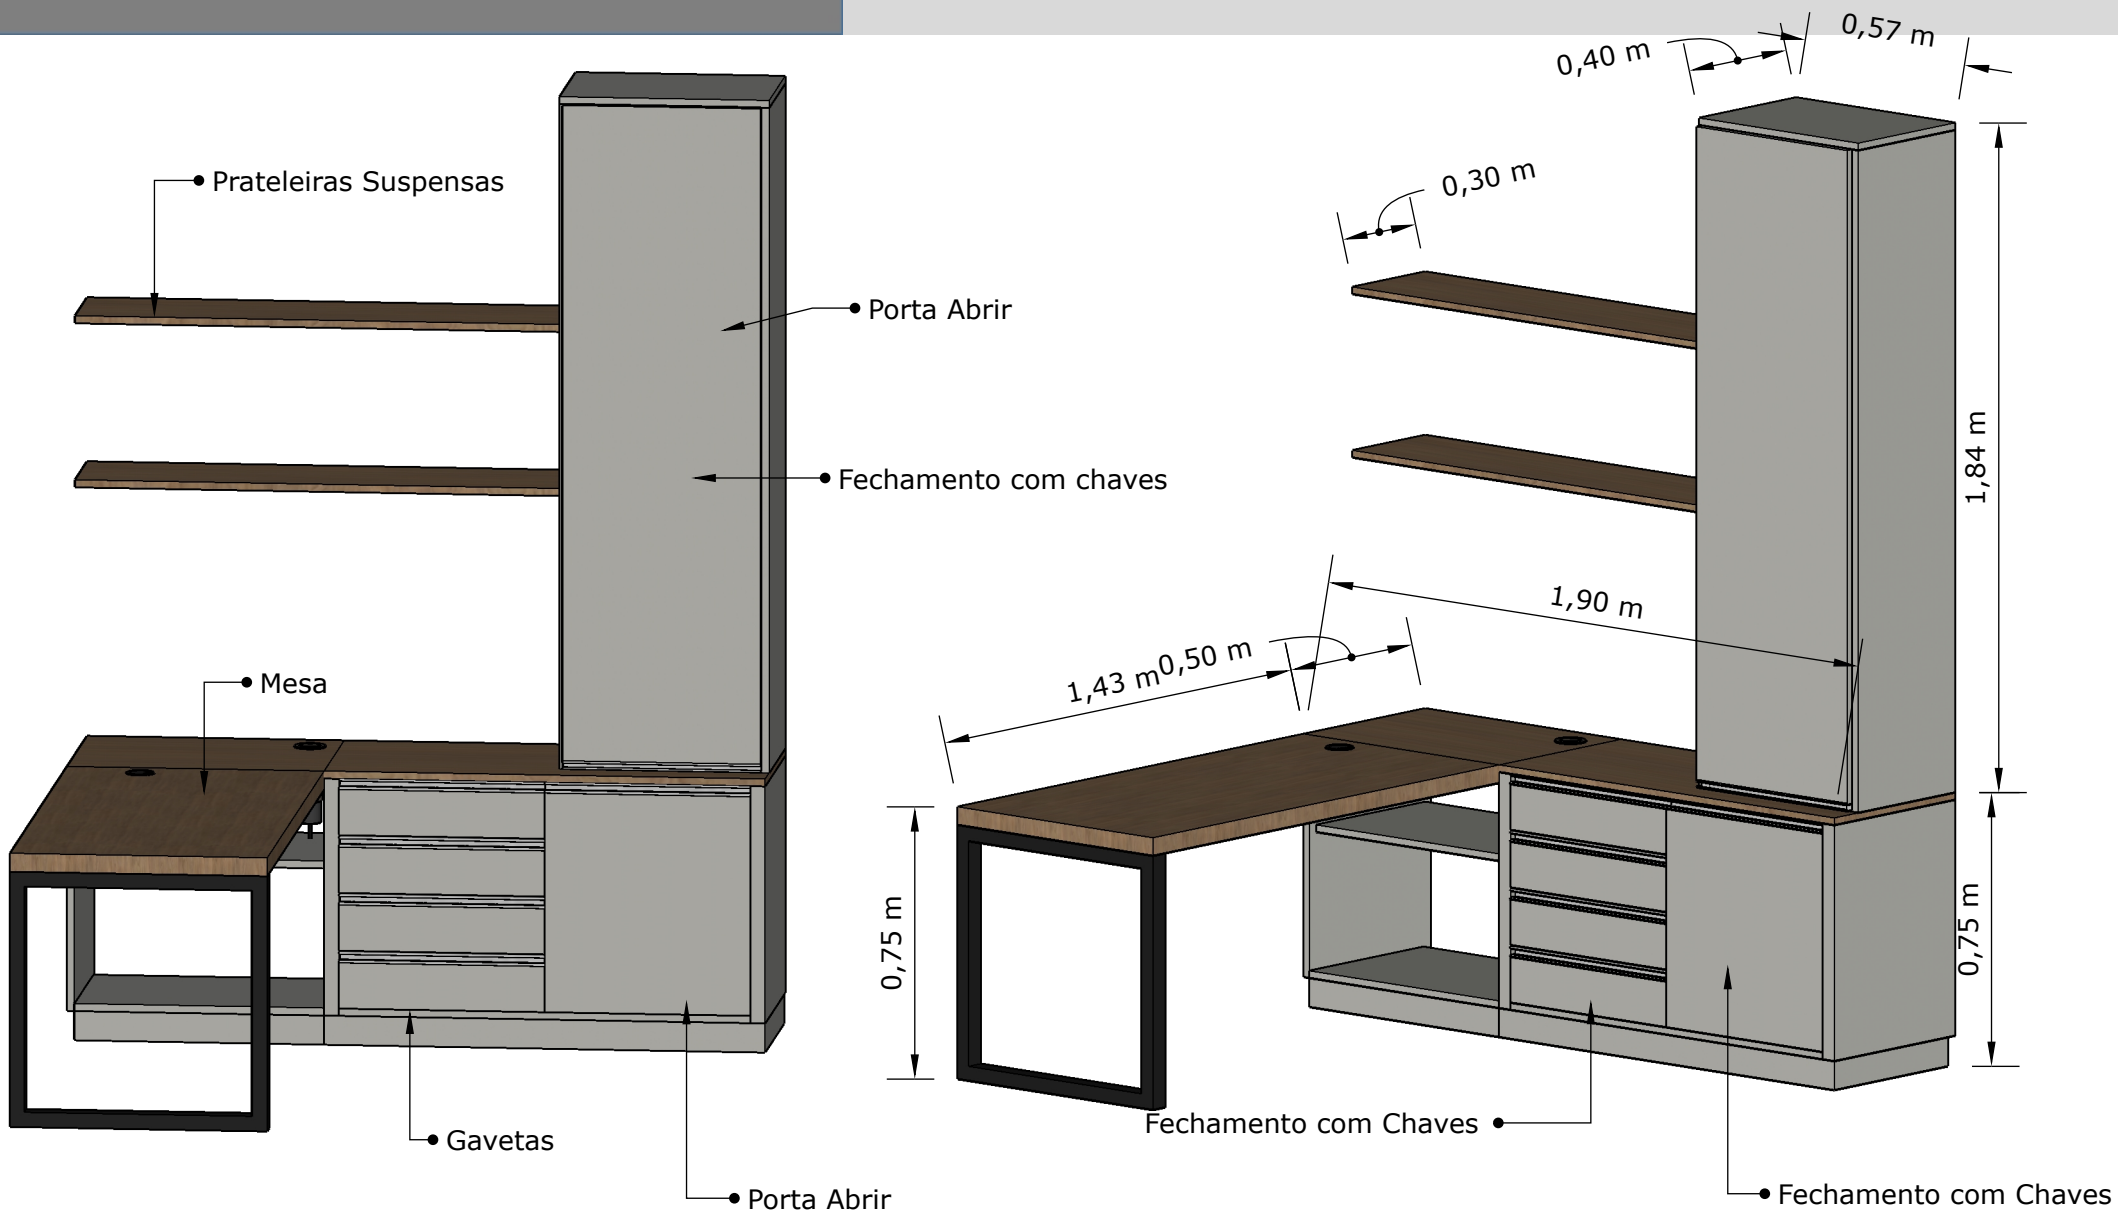 Prateleiras Suspensas
Porta Abrir
Fechamento com chaves
Mesa
Gavetas
Porta Abrir
0,40 m
0,57 m
0,30 m
1,84 m
1,90 m
0,50 m
1,43 m
0,75 m
0,75 m
Fechamento com Chaves
Fechamento com Chaves